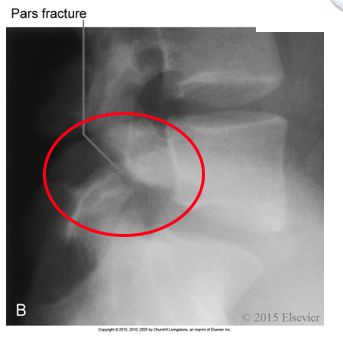 Pars fracture
B
© 2015 Elsevier
Copyright © 2015, 2010, 2005 by Churchill Livingstone, an imprint of Elsevier Inc.